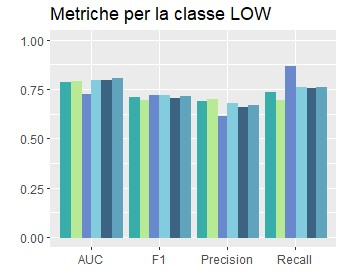 Metriche per la classe LOW
1.00
0.75
0.50
0.25
0.00
AUC F1 Precision Recall